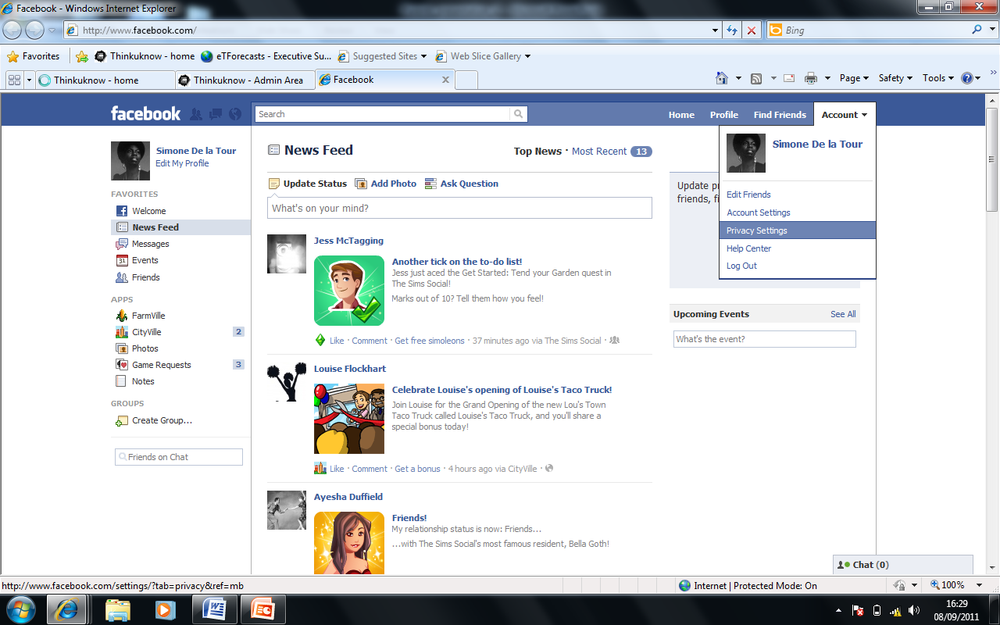 Facebook - Windows Internet Explorer
http://www.facebook.com/
Bing
Favorites
Thinkuknow - home
eTForecasts - Executive Su...
Suggested Sites
Web Slice Gallery
Thinkuknow - home
Thinkuknow - Admin Area
Facebook
Page
Safety
Tools
facebook
Search
Home
Profile
Find Friends
Account
Simone De la Tour
Edit My Profile
FAVORITES
Welcome
News Feed
Messages
31
Events
Friends
APPS
FarmVille
CityVille 2
Photos
Game Requests 3
Notes
GROUPS
Create Group...
Friends on Chat
News Feed
Top News · Most Recent 13
Update Status
Add Photo
Ask Question
What's on your mind?
Jess McTagging
Another tick on the to-do list!
Jess just aced the Get Started: Tend your Garden quest in
The Sims Social!
Marks out of 10? Tell them how you feel!
Like · Comment · Get free simoleons · 37 minutes ago via The Sims Social ·
Louise Flockhart
Celebrate Louise's opening of Louise's Taco Truck!
Join Louise for the Grand Opening of the new Lou's Town
Taco Truck called Louise's Taco Truck, and you'll share a
special bonus today!
Like · Comment · Get a bonus · 4 hours ago via CityVille ·
Ayesha Duffield
Friends!
My relationship status is now: Friends...
...with The Sims Social's most famous resident, Bella Goth!
Simone De la Tour
Edit Friends
Account Settings
Privacy Settings
Help Center
Log Out
Update pr
friends, fi
Upcoming Events
See All
What's the event?
Chat (0)
http://www.facebook.com/settings/?tab=privacy&ref=mb
Internet | Protected Mode: On
100%
16:29
08/09/2011